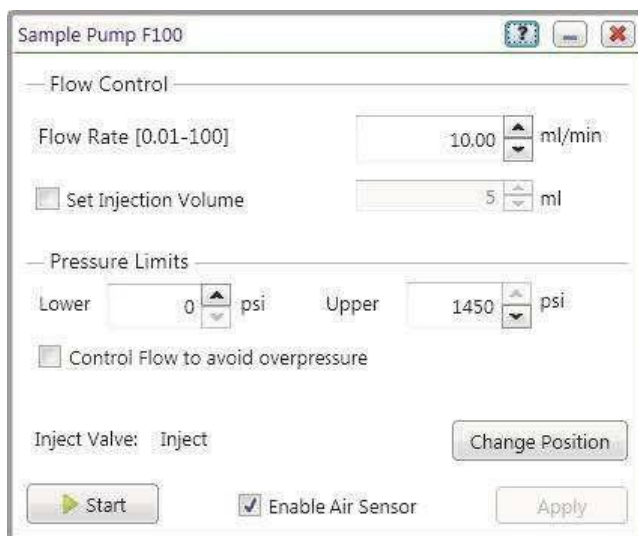 Sample Pump F100 ?
Flow Control
Flow Rate [0.01-100] 10.00 ml/min
Set Injection Volume 5 ml
Pressure Limits
Lower 0 psi Upper 1450 psi
Control Flow to avoid overpressure
Inject Valve: Inject Change Position
Start Enable Air Sensor Apply